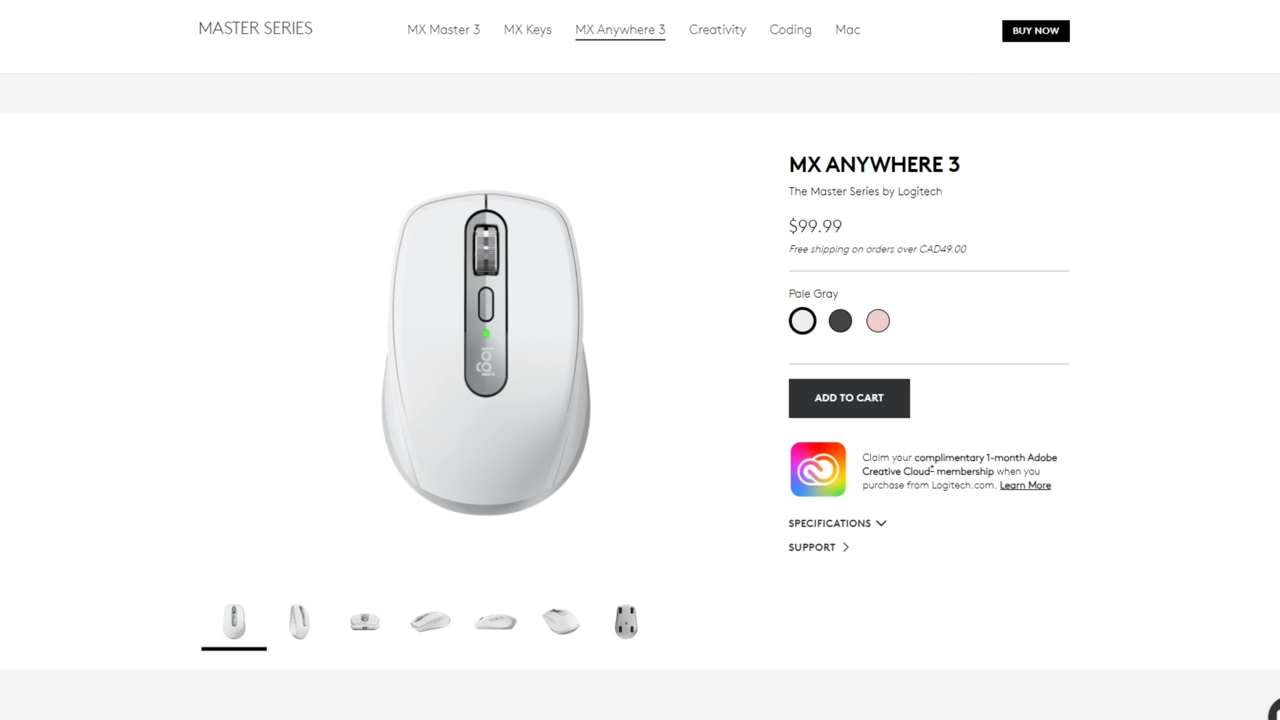 MASTER SERIES
MX Master 3
MX Keys
MX Anywhere 3
Creativity
Coding
Mac
BUY NOW
logi
MX ANYWHERE 3
The Master Series by Logitech
$99.99
Free shipping on orders over CAD49.00
Pale Gray
ADD TO CART
Claim your complimentary 1-month Adobe
Creative Cloud* membership when you
purchase from Logitech.com. Learn More
SPECIFICATIONS
SUPPORT